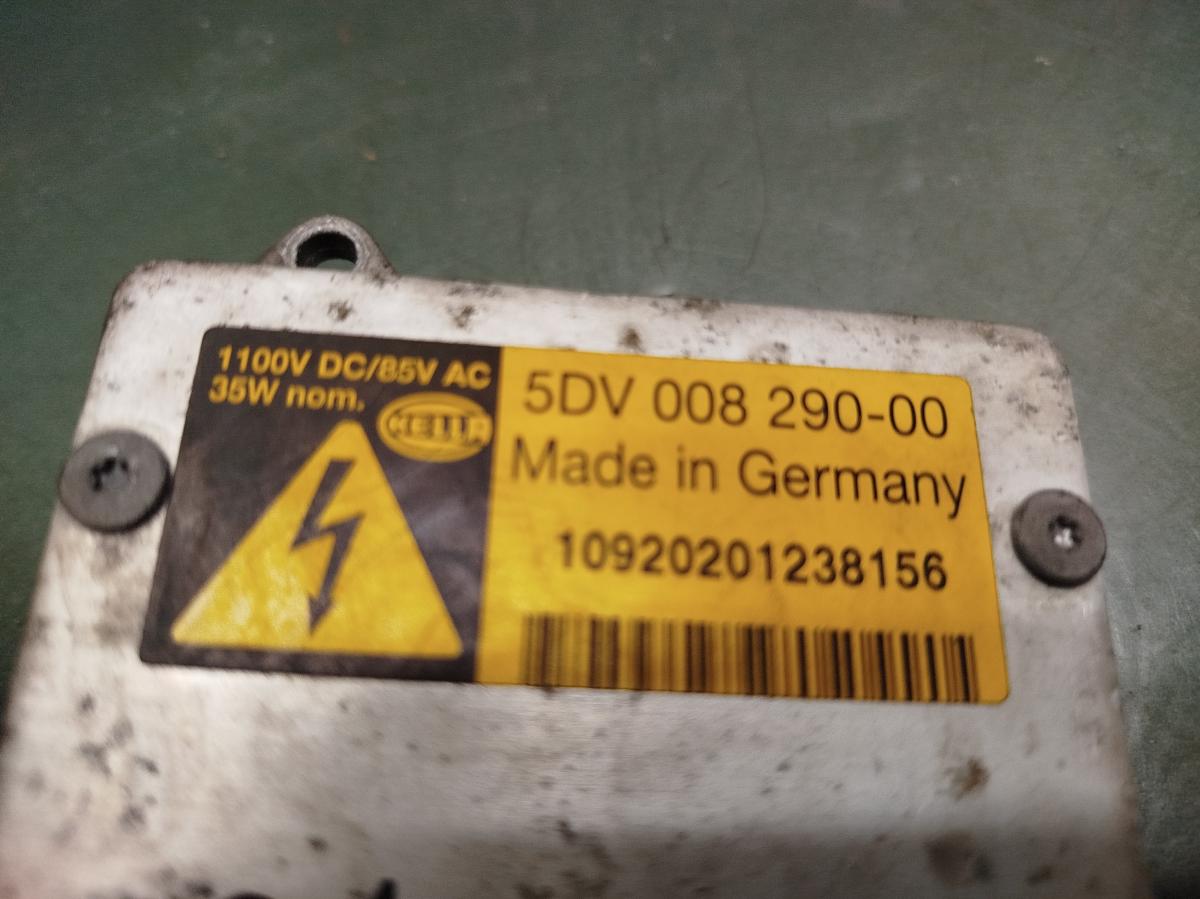 1100V DC/85V AC
35W nom.
HELLA
5DV 008 290-00
Made in Germany
10920201238156